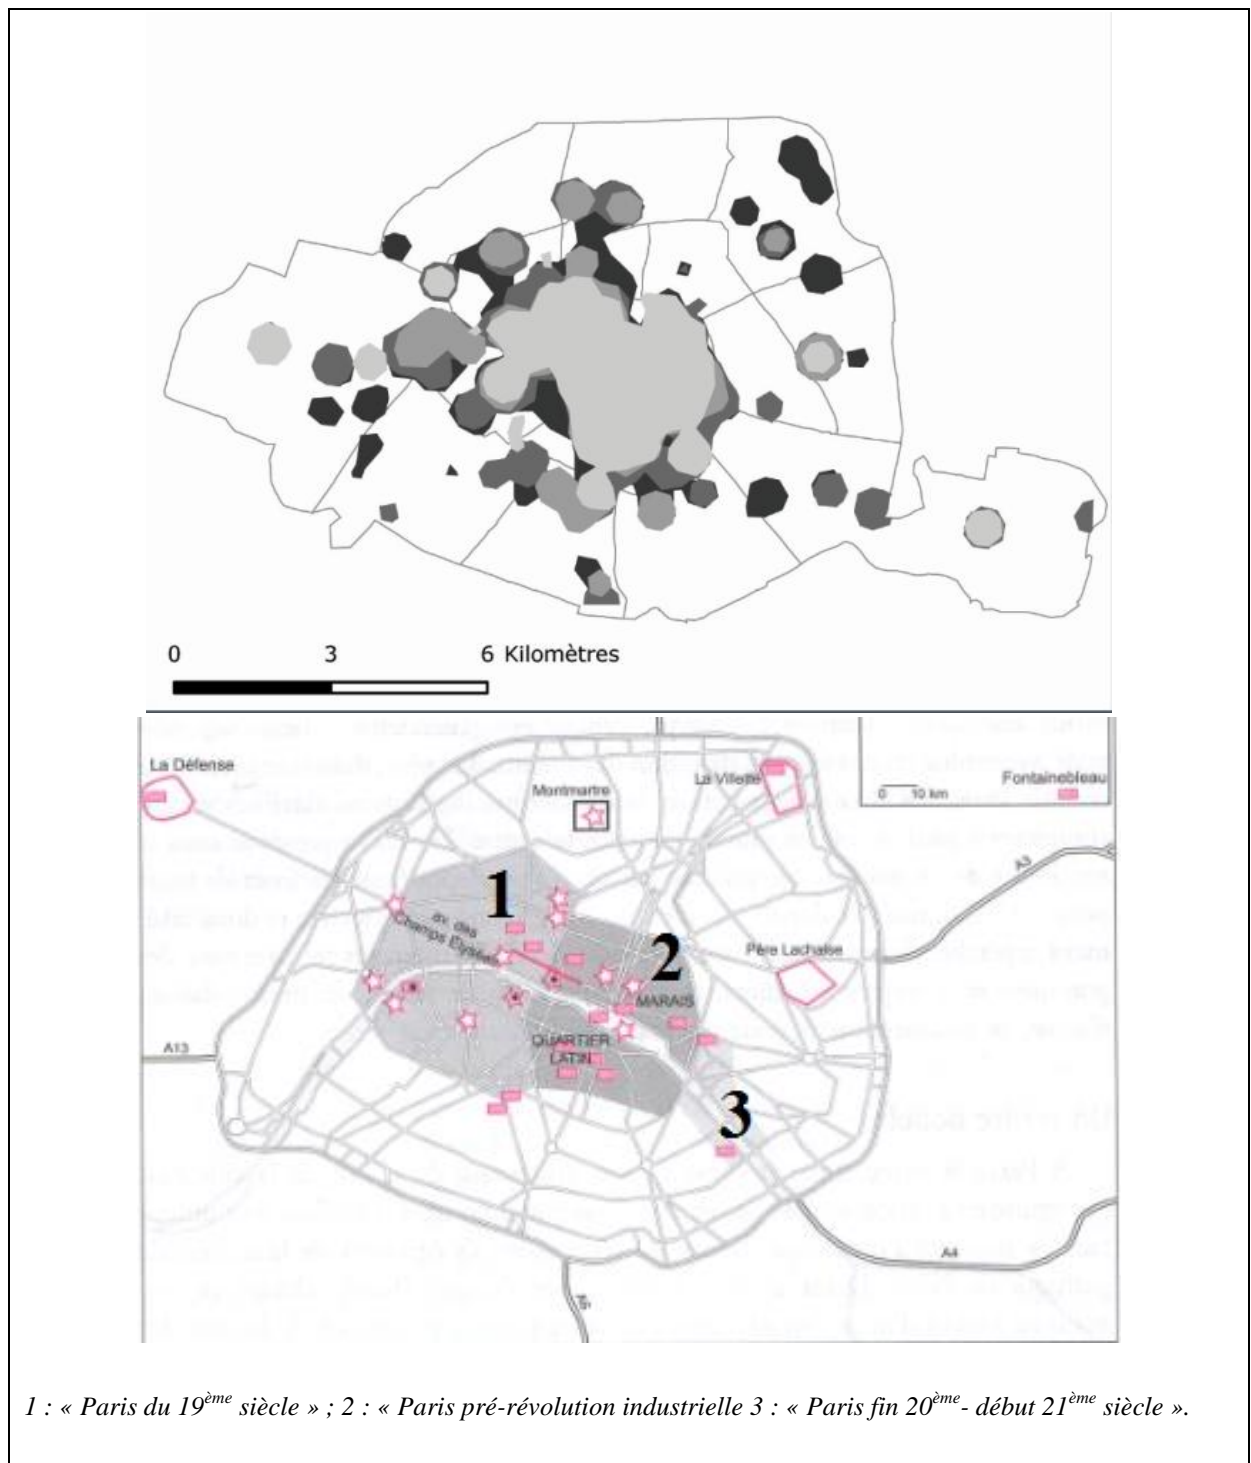 0 3 6 Kilomètres
La Défense
La Villette
Fontainebleau
0 10 km
Montmartre
A3
1
av. des
Champs Élysées
2
Père Lachaise
MARAIS
QUARTIER
LATIN
A13
3
A4
1 : « Paris du 19ème siècle » ; 2 : « Paris pré-révolution industrielle 3 : « Paris fin 20ème- début 21ème siècle ».